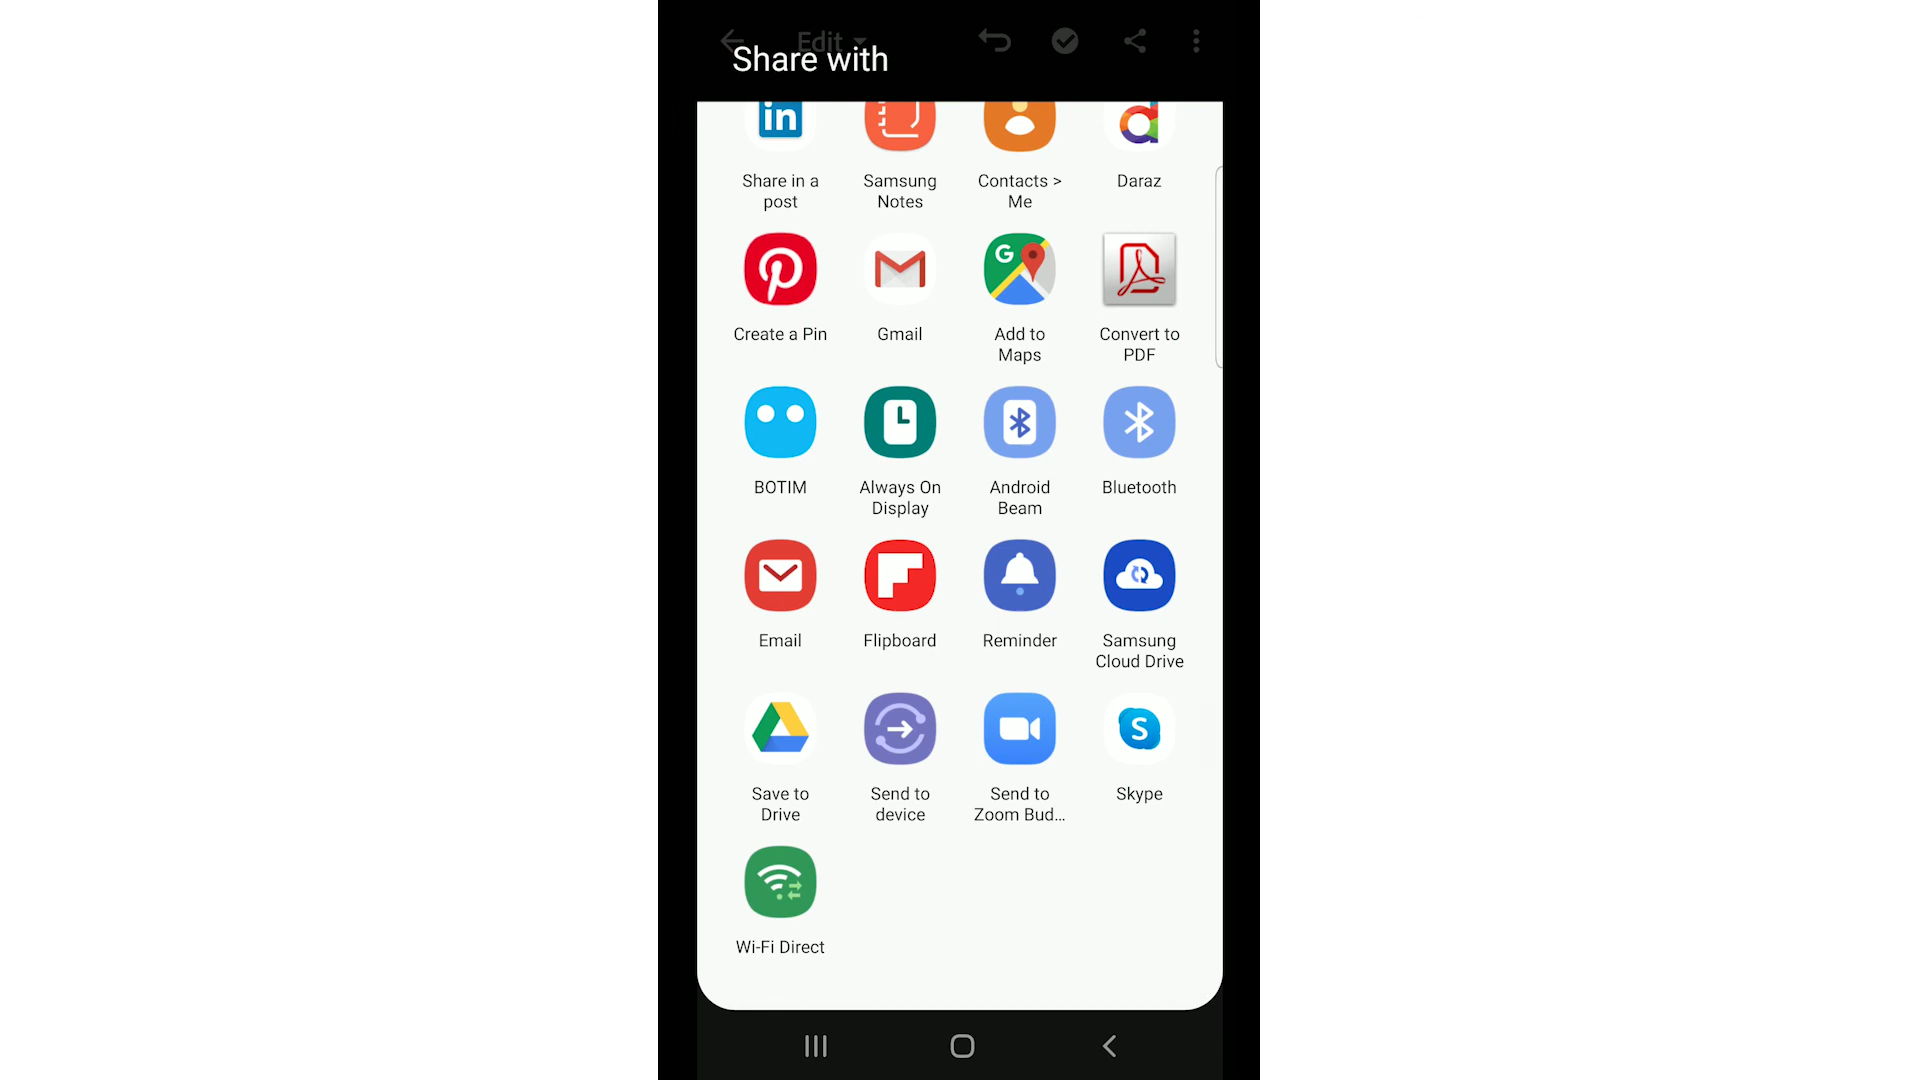 Edit
Share with
in
Share in a
post
Samsung
Notes
Contacts >
Me
Daraz
G
Create a Pin
Gmail
Add to
Maps
Convert to
PDF
BOTIM
Always On
Display
Android
Beam
Bluetooth
Email
Flipboard
Reminder
Samsung
Cloud Drive
S
Save to
Drive
Send to
device
Send to
Zoom Bud...
Skype
Wi-Fi Direct